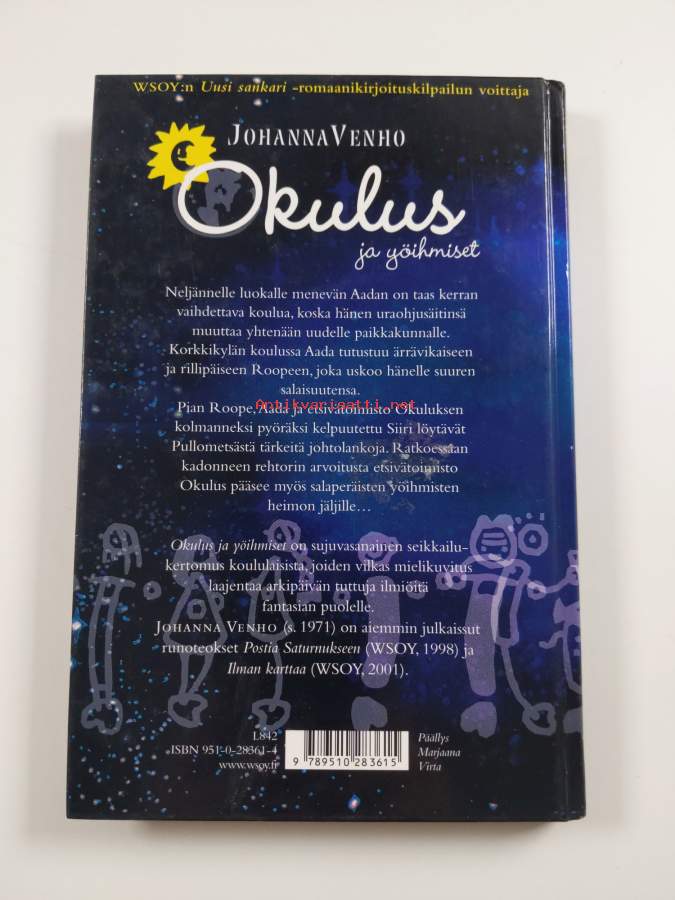 WSOY:n Uusi sankari -romaanikirjoituskilpailun voittaja
JOHANNA VENHO
Okulus
ja yöihmiset
Neljännelle luokalle menevän Aadan on taas kerran
vaihdettava koulua, koska hänen uraohjusäitinsä
muuttaa yhtenään uudelle paikkakunnalle.
Korkkikylän koulussa Aada tutustuu ärrävikaiseen
ja rillipäiseen Roopeen, joka uskoo hänelle suuren
salaisuutensa.
Antikvariaatti.net
Pian Roope, Aada ja etsivätoimisto Okuluksen
kolmanneksi pyöräksi kelpuutettu Siiri löytävät
Pullometsästä tärkeitä johtolankoja. Ratkoessaan
kadonneen rehtorin arvoitusta etsivätoimisto
Okulus pääsee myös salaperäisten yöihmisten
heimon jäljille...
Okulus ja yöihmiset on sujuvasanainen seikkailu-
kertomus koululaisista, joiden vilkas mielikuvitus
laajentaa arkipäivän tuttuja ilmiöitä
fantasian puolelle.
JOHANNA VENHO (s. 1971) on aiemmin julkaissut
runoteokset Postia Saturnukseen (WSOY, 1998) ja
Ilman karttaa (WSOY, 2001).
L842
ISBN 951-0-28361-4
www.wsoy.fi
9 789510 283615
Päällys
Marjaana
Virta